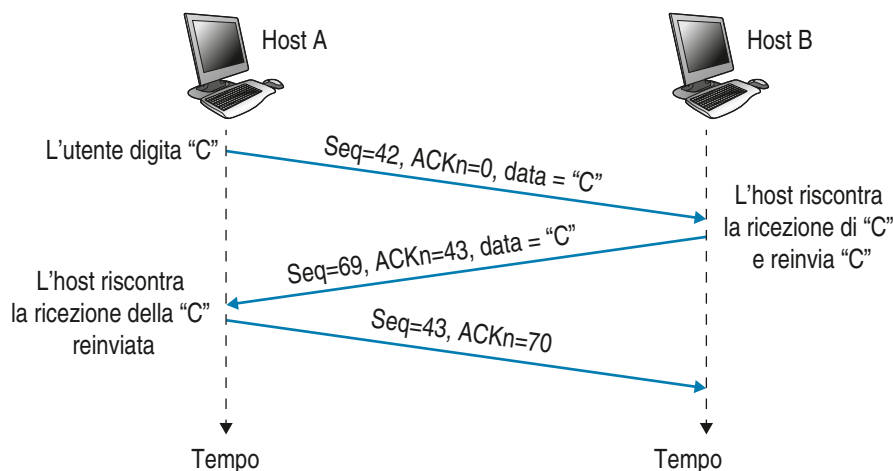 Host A
Host B
L’utente digita “C”
Seq=42, ACKn=0, data = “C”
L’host riscontra
la ricezione di “C”
e reinvia “C”
Seq=69, ACKn=43, data = “C”
L’host riscontra
la ricezione della “C”
reinviata
Seq=43, ACKn=70
Tempo
Tempo